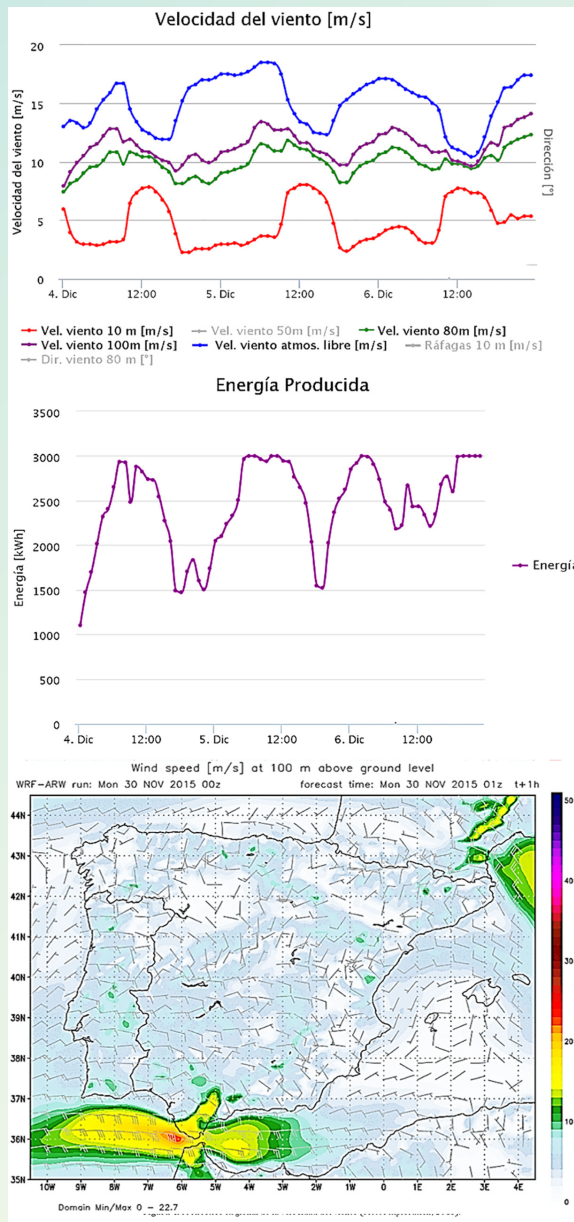 Velocidad del viento [m/s]
20
15
10
5
0
Velocidad del viento [m/s]
Dirección [°]
4. Dic 12:00 5. Dic 12:00 6. Dic 12:00
Vel. viento 10 m [m/s] Vel. viento 50m [m/s] Vel. viento 80m [m/s]
Vel. viento 100m [m/s] Vel. viento atmos. libre [m/s] Ráfagas 10 m [m/s]
Dir. viento 80 m [°]
Energía Producida
3500
3000
2500
2000
1500
1000
500
0
Energía [kWh]
Energía
4. Dic 12:00 5. Dic 12:00 6. Dic 12:00
Wind speed [m/s] at 100 m above ground level
WRF-ARW run: Mon 30 NOV 2015 00z forecast time: Mon 30 NOV 2015 01z t+1h
44N
43N
42N
41N
40N
39N
38N
37N
36N
35N
50
40
30
20
10
0
10W 9W 8W 7W 6W 5W 4W 3W 2W 1W 0 1E 2E 3E 4E
Domain Min/Max 0 – 22.7